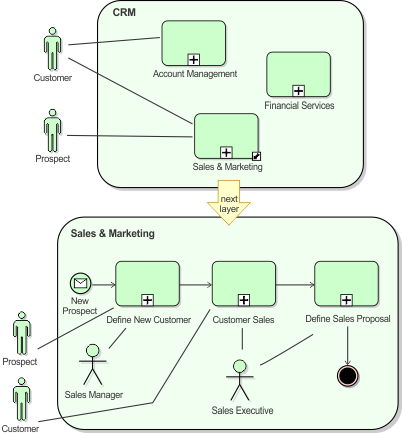 CRM
Customer
Account Management
Financial Services
Prospect
Sales & Marketing
next
layer
Sales & Marketing
New
Prospect
Define New Customer
Customer Sales
Define Sales Proposal
Prospect
Sales Manager
Customer
Sales Executive